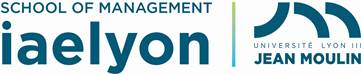 SCHOOL OF MANAGEMENT
iaelyon
UNIVERSITÉ LYON III
JEAN MOULIN